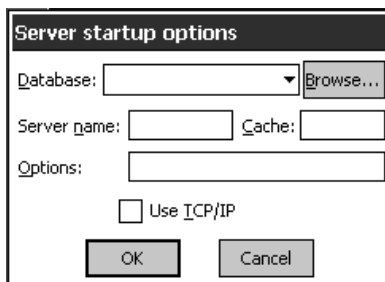 Server startup options
Database: Browse...
Server name: Cache:
Options:
Use TCP/IP
OK Cancel